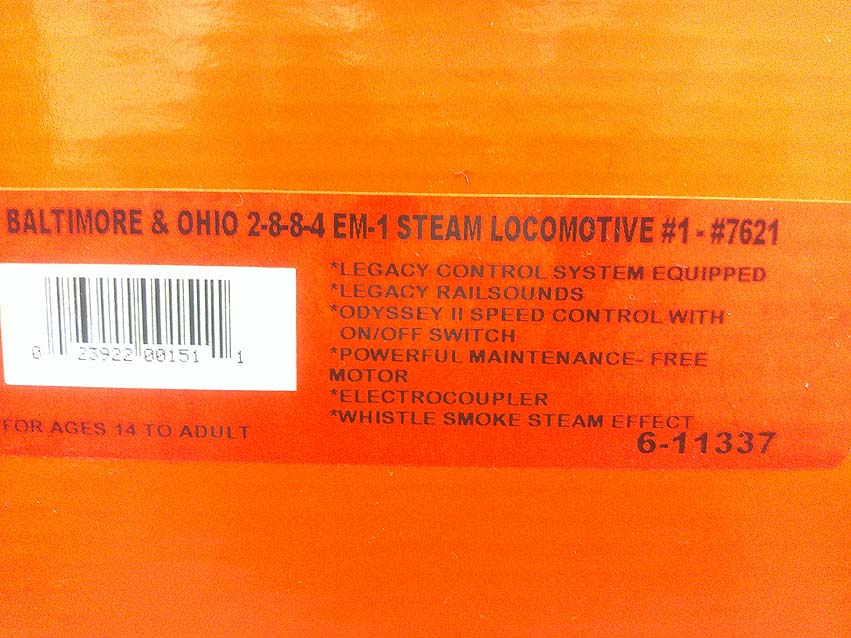 BALTIMORE & OHIO 2-8-8-4 EM-1 STEAM LOCOMOTIVE #1 - #7621
*LEGACY CONTROL SYSTEM EQUIPPED
*LEGACY RAILSOUNDS
*ODYSSEY II SPEED CONTROL WITH
ON/OFF SWITCH
*POWERFUL MAINTENANCE- FREE
MOTOR
*ELECTROCOUPLER
*WHISTLE SMOKE STEAM EFFECT
6-11337
0 23922 00151 1
FOR AGES 14 TO ADULT